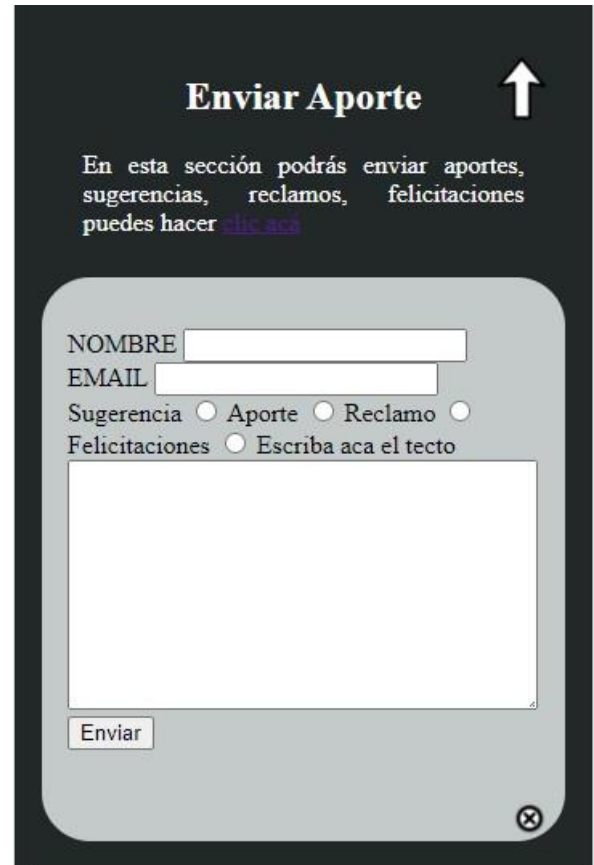 Enviar Aporte
En esta sección podrás enviar aportes,
sugerencias, reclamos, felicitaciones
puedes hacer clic acá
NOMBRE
EMAIL
Sugerencia Aporte Reclamo
Felicitaciones Escriba aca el tecto
Enviar